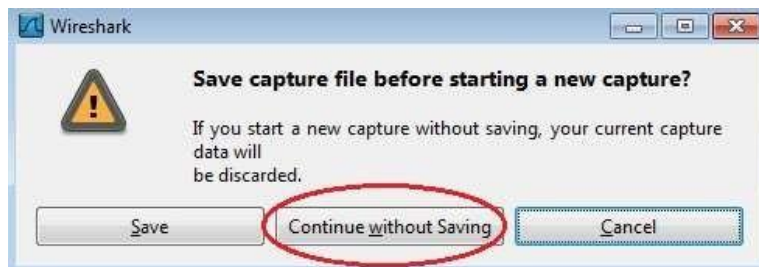 Wireshark
Save capture file before starting a new capture?
If you start a new capture without saving, your current capture
data will
be discarded.
Save
Continue without Saving
Cancel